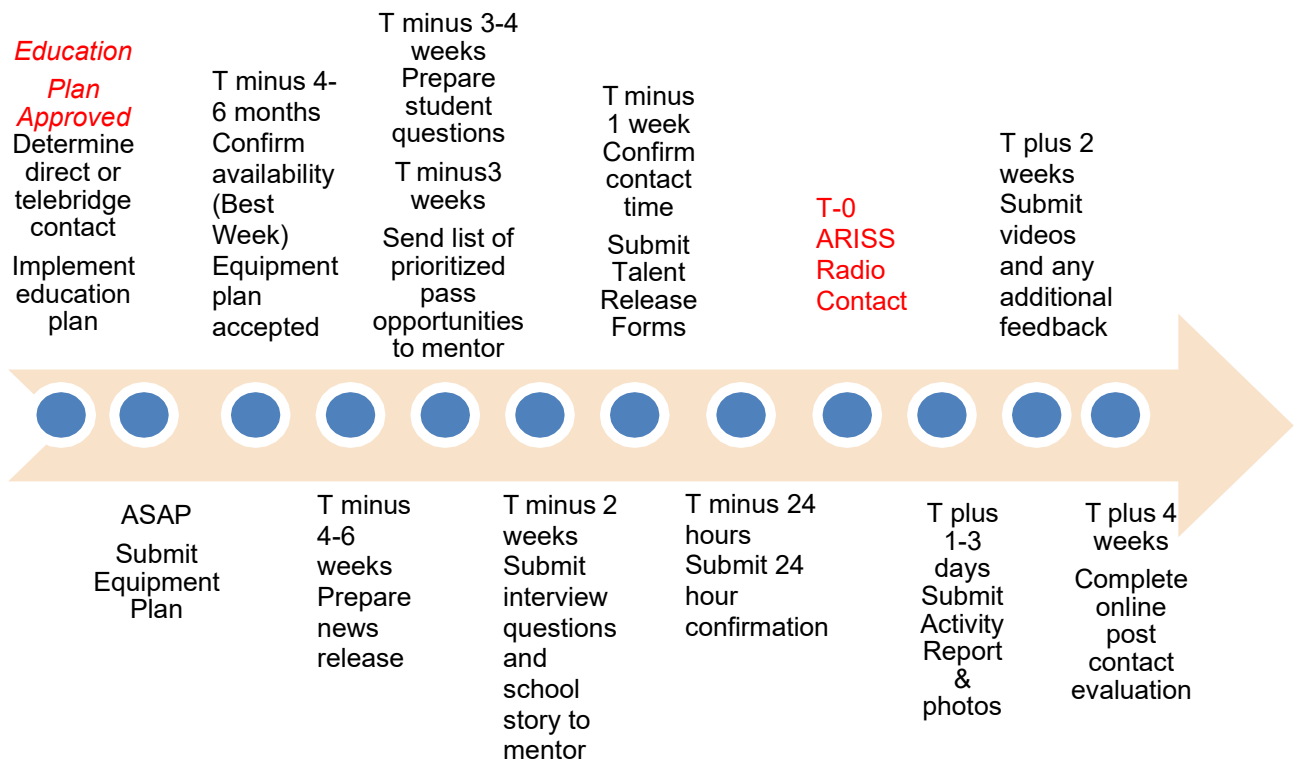 Education
Plan
Approved
Determine
direct or
telebridge
contact
Implement
education
plan
ASAP
Submit
Equipment
Plan
T minus 4-
6 months
Confirm
availability
(Best
Week)
Equipment
plan
accepted
T minus
4-6
weeks
Prepare
news
release
T minus 3-4
weeks
Prepare
student
questions
T minus3
weeks
Send list of
prioritized
pass
opportunities
to mentor
T minus 2
weeks
Submit
interview
questions
and
school
story to
mentor
T minus
1 week
Confirm
contact
time
Submit
Talent
Release
Forms
T minus 24
hours
Submit 24
hour
confirmation
T-0
ARISS
Radio
Contact
T plus
1-3
days
Submit
Activity
Report
&
photos
T plus 2
weeks
Submit
videos
and any
additional
feedback
T plus 4
weeks
Complete
online
post
contact
evaluation